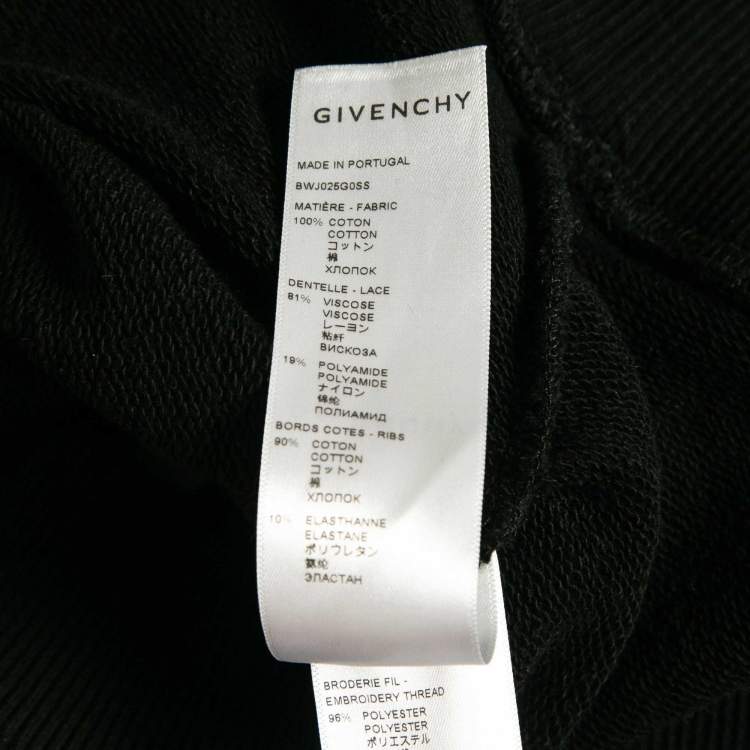 GIVENCHY
MADE IN PORTUGAL
BWJ025G0SS
MATIÈRE - FABRIC
100% COTON
COTTON
コットン
棉
ХЛОПОК
DENTELLE - LACE
81% VISCOSE
VISCOSE
レーヨン
粘纤
ВИСКОЗА
19% POLYAMIDE
POLYAMIDE
ナイロン
锦纶
ПОЛИАМИД
BORDS COTES - RIBS
90% COTON
COTTON
コットン
棉
ХЛОПОК
10% ELASTHANNE
ELASTANE
ポリウレタン
氨纶
ЭЛАСТАН
BRODERIE FIL -
EMBROIDERY THREAD
96% POLYESTER
POLYESTER
ポリエステル